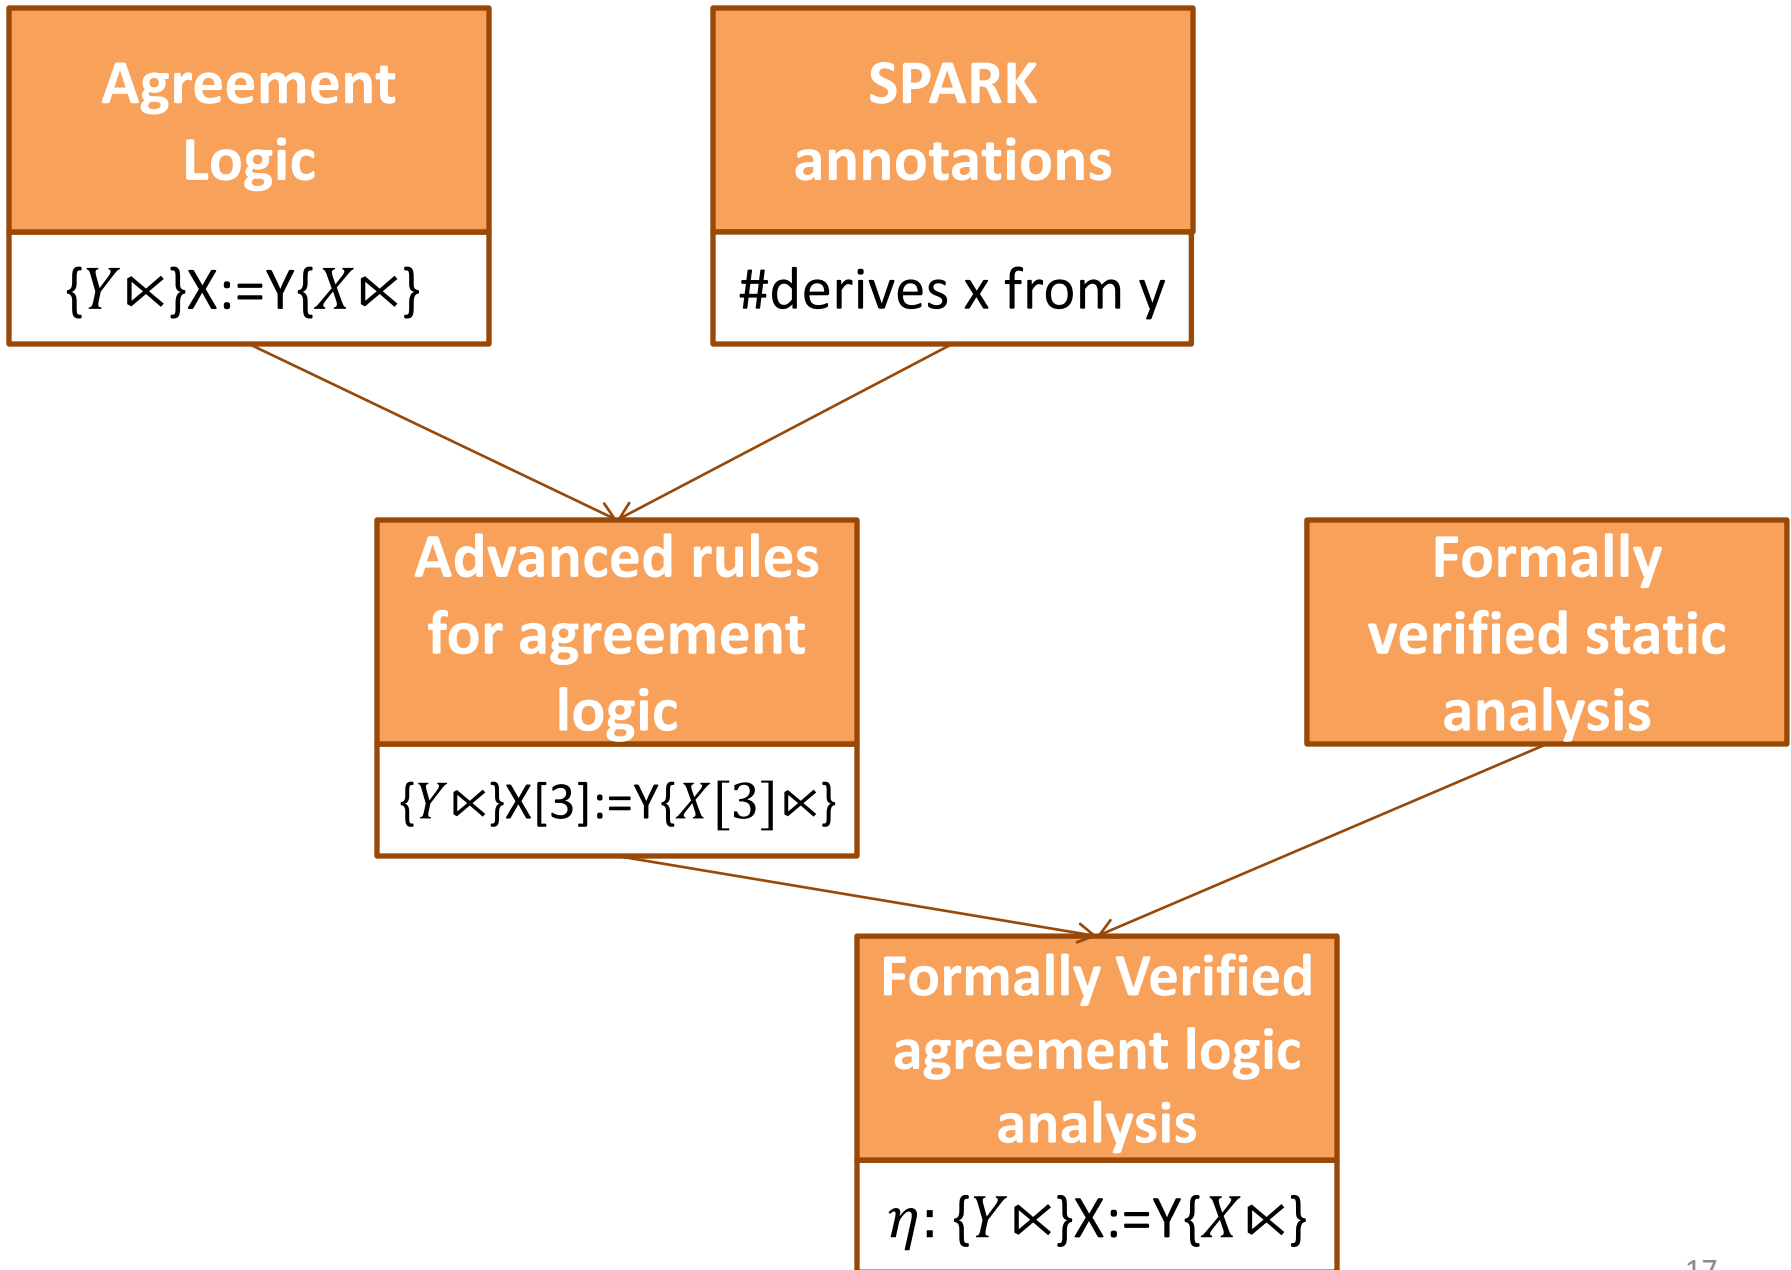 Agreement
Logic
{Y⋉}X:=Y{X⋉}
SPARK
annotations
#derives x from y
Advanced rules
for agreement
logic
{Y⋉}X[3]:=Y{X[3]⋉}
Formally
verified static
analysis
Formally Verified
agreement logic
analysis
η: {Y⋉}X:=Y{X⋉}
17